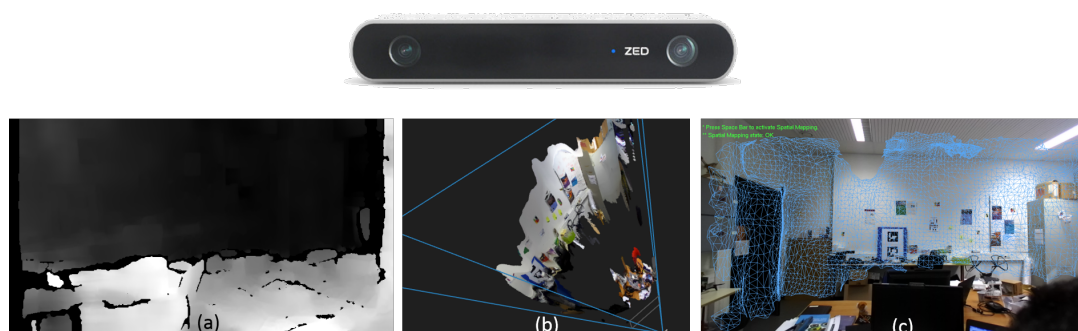 ZED
* Press Space Bar to activate Spatial Mapping.
** Spatial Mapping state: OK
(a)
(b)
(c)